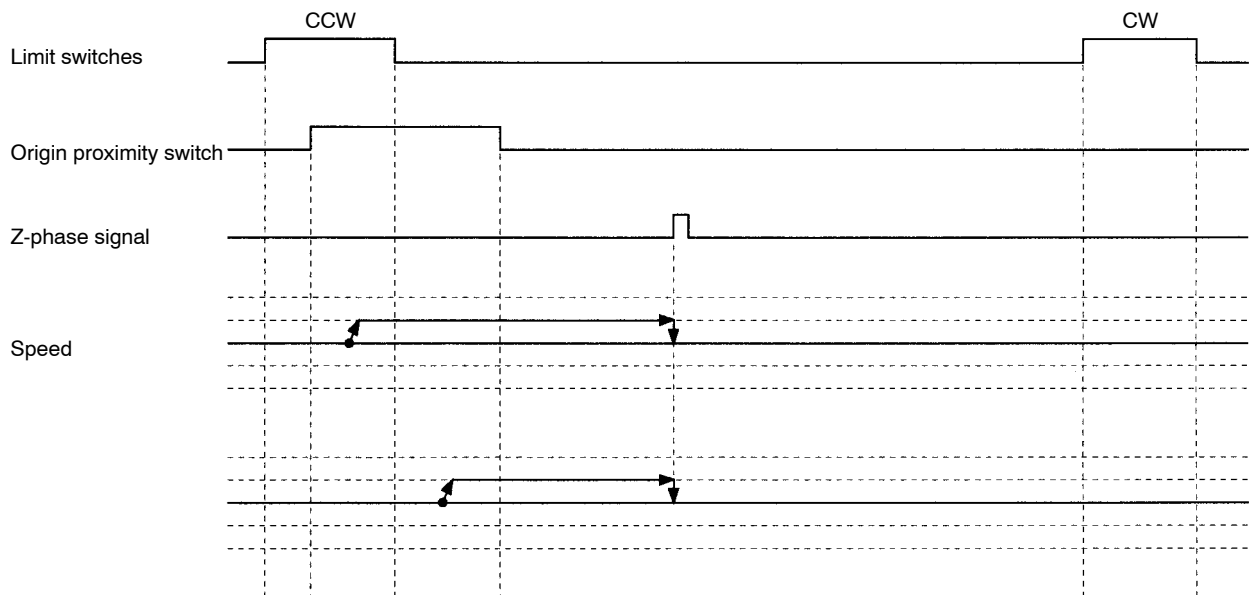 CCW
CW
Limit switches
Origin proximity switch
Z-phase signal
Speed